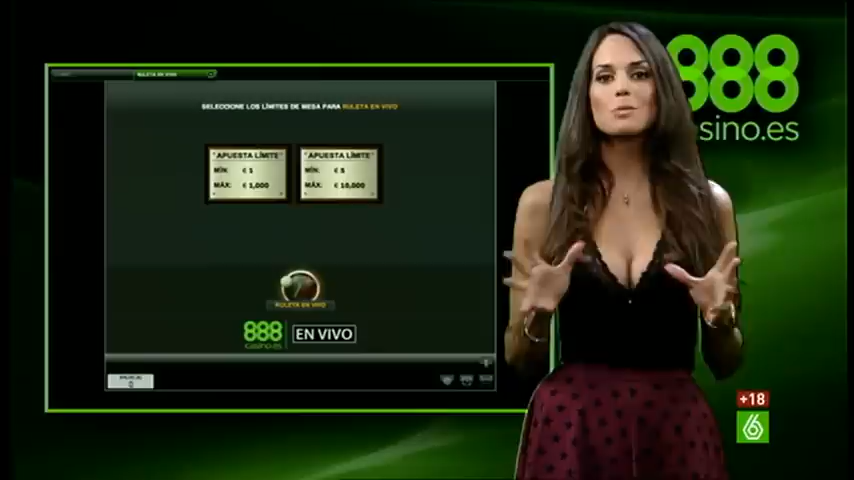 RULETA EN VIVO
SELECCIONE LOS LÍMITES DE MESA PARA RULETA EN VIVO
APUESTA LÍMITE
MÍN: € 1
MÁX: € 1,000
APUESTA LÍMITE
MÍN: € 5
MÁX: € 10,000
RULETA EN VIVO
888
casino.es
EN VIVO
888
sino.es
+18
6